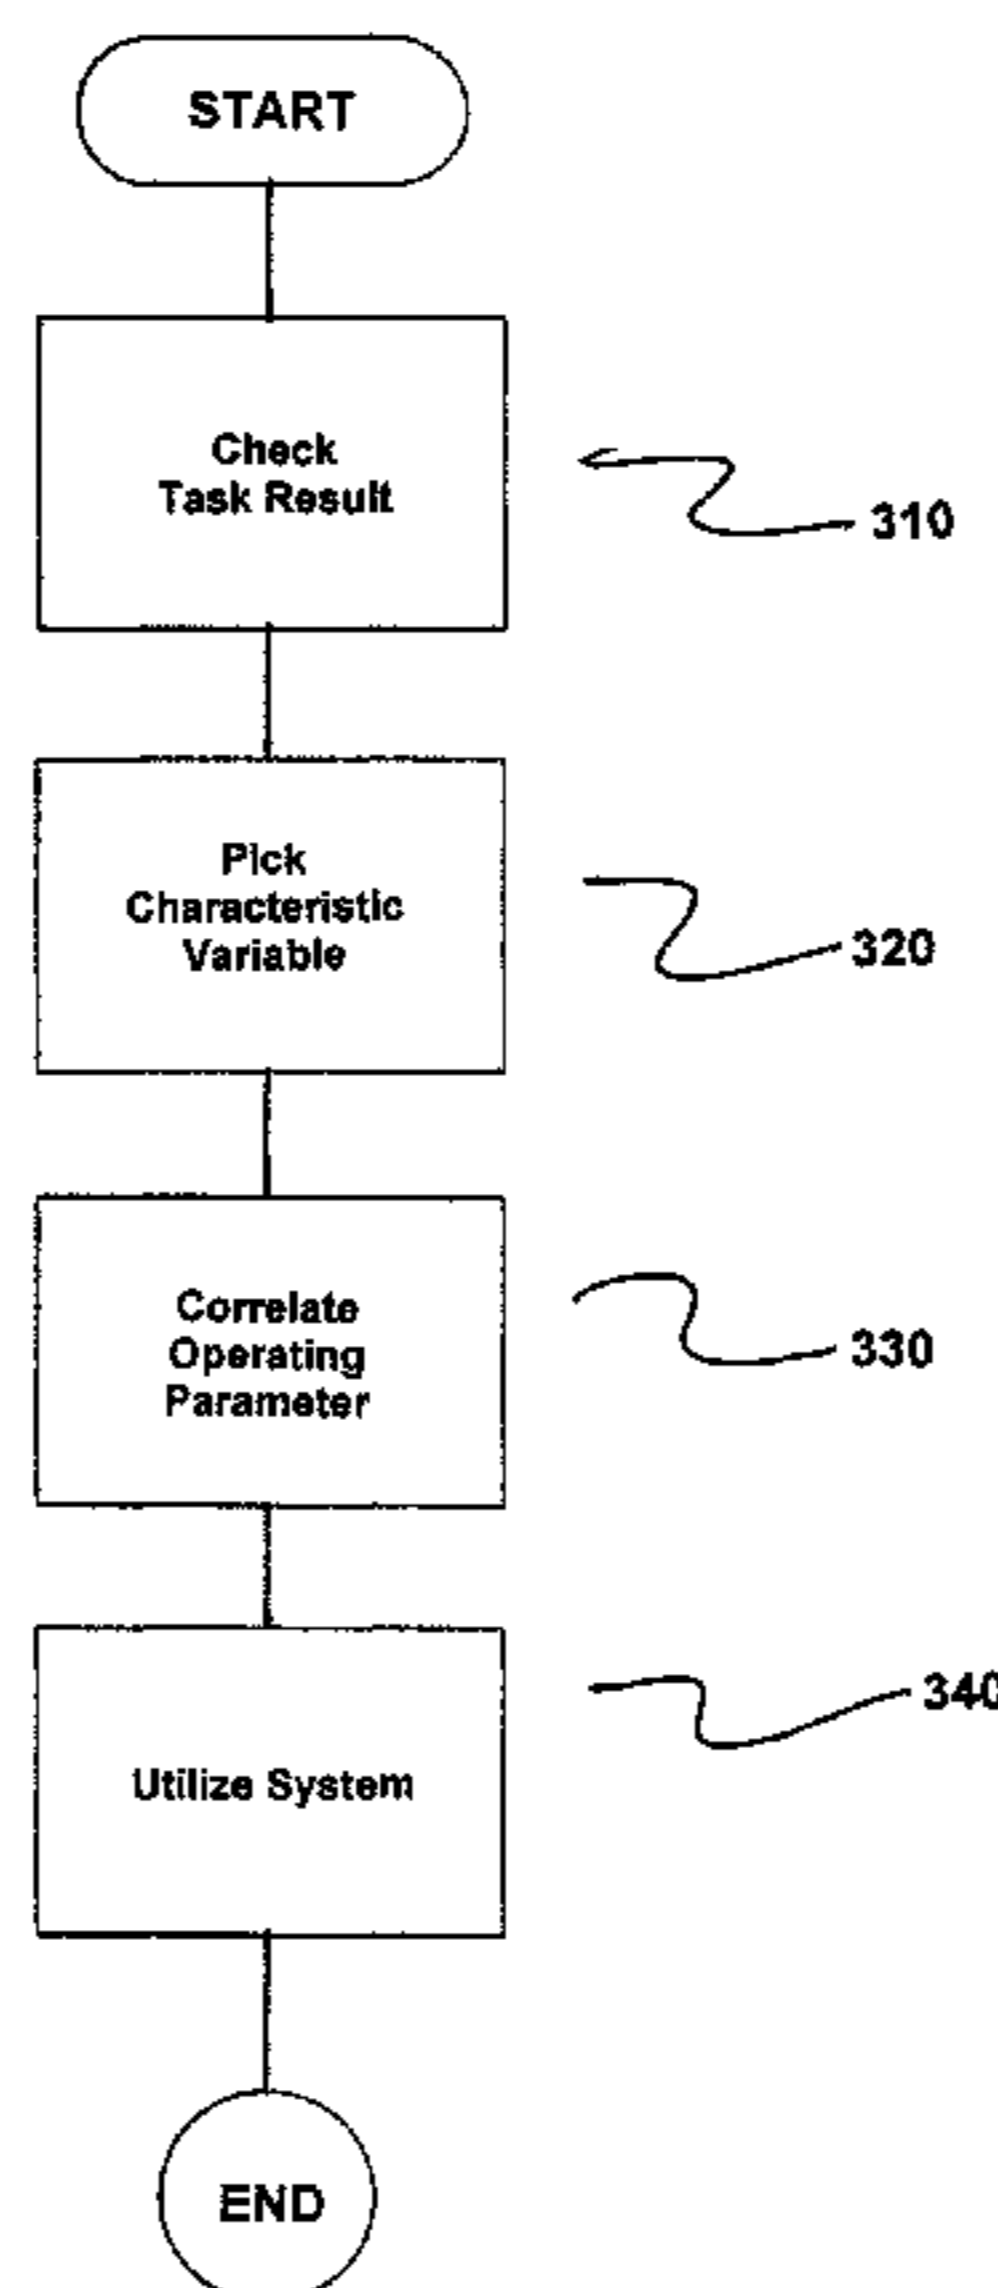 START
Check
Task Result
310
Pick
Characteristic
Variable
320
Correlate
Operating
Parameter
330
Utilize System
340
END